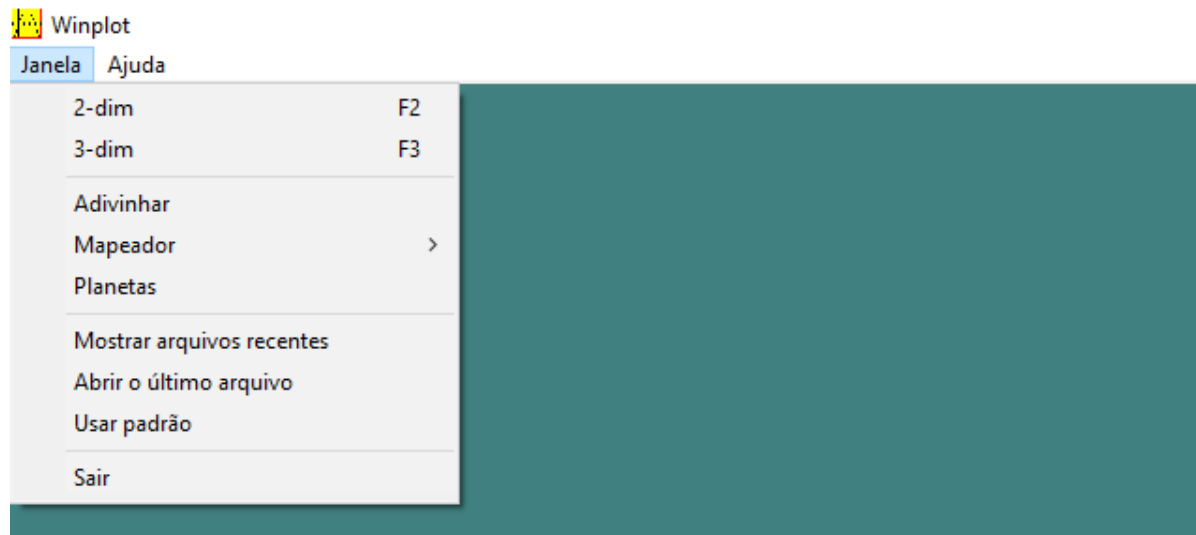 Winplot
Janela Ajuda
2-dim F2
3-dim F3
Adivinhar
Mapeador >
Planetas
Mostrar arquivos recentes
Abrir o último arquivo
Usar padrão
Sair